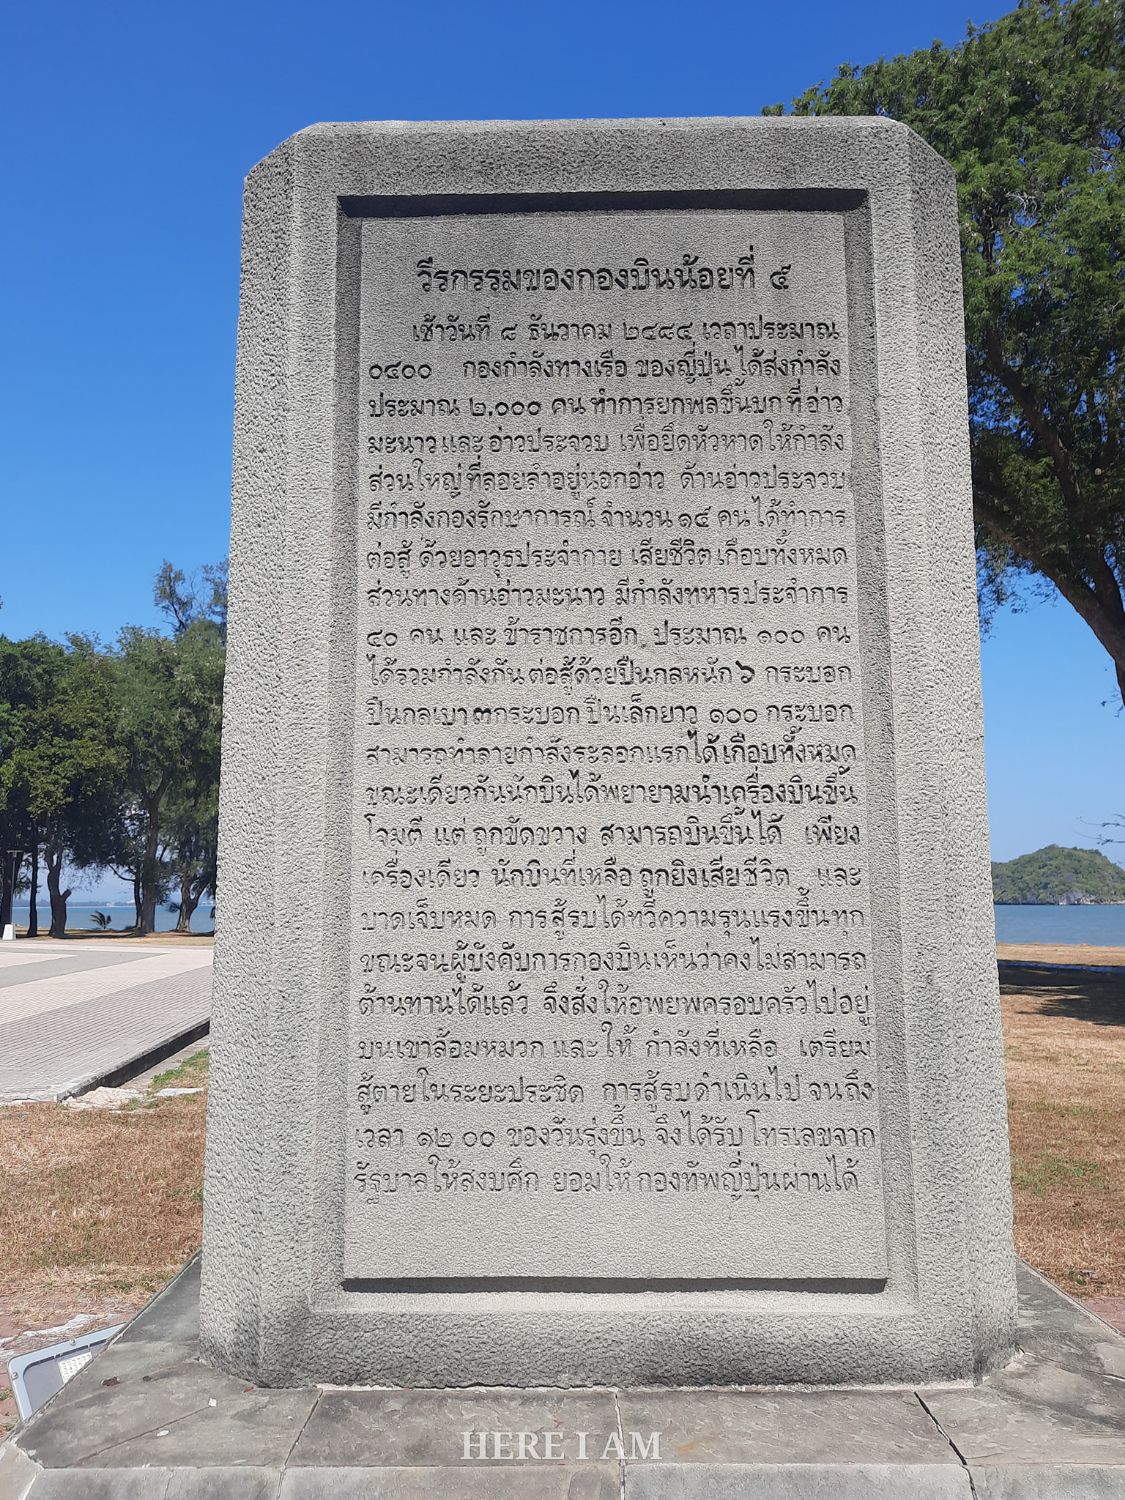 วีรกรรมของกองบินน้อยที่ ๕
เช้าวันที่ ๘ ธันวาคม ๒๔๘๔ เวลาประมาณ
๐๔๐๐ กองกำลังทางเรือ ของญี่ปุ่น ได้ส่งกำลัง
ประมาณ ๒,๐๐๐ คน ทำการยกพลขึ้นบก ที่ อ่าว
มะนาว และ อ่าวประจวบ เพื่อยึดหัวหาดให้กำลัง
ส่วนใหญ่ ที่ลอยลำอยู่นอกอ่าว ด้านอ่าวประจวบ
มีกำลังกองรักษาการณ์ จำนวน ๑๔ คน ได้ทำการ
ต่อสู้ ด้วยอาวุธประจำกาย เสียชีวิต เกือบทั้งหมด
ส่วนทางด้านอ่าวมะนาว มีกำลังทหารประจำการ
๔๐ คน และ ข้าราชการอีก ประมาณ ๑๐๐ คน
ได้รวมกำลังกัน ต่อสู้ด้วยปืนกลหนัก ๖ กระบอก
ปืนกลเบา ๓ กระบอก ปืนเล็กยาว ๑๐๐ กระบอก
สามารถทำลายกำลังระลอกแรกได้ เกือบทั้งหมด
ขณะเดียวกันนักบินได้พยายามนำเครื่องบินขึ้น
โจมตี แต่ ถูกขัดขวาง สามารถบินขึ้นได้ เพียง
เครื่องเดียว นักบินที่เหลือ ถูกยิงเสียชีวิต และ
บาดเจ็บหมด การสู้รบได้ทวีความรุนแรงขึ้นทุก
ขณะจนผู้บังคับการกองบินเห็นว่าคงไม่สามารถ
ต้านทานได้แล้ว จึงสั่งให้อพยพครอบครัวไปอยู่
บนเขาล้อมหมวก และให้ กำลังที่เหลือ เตรียม
สู้ตายในระยะประชิด การสู้รบดำเนินไป จนถึง
เวลา ๑๒ ๐๐ ของวันรุ่งขึ้น จึงได้รับ โทรเลขจาก
รัฐบาลให้สงบศึก ยอมให้ กองทัพญี่ปุ่นผ่านได้
HERE I AM